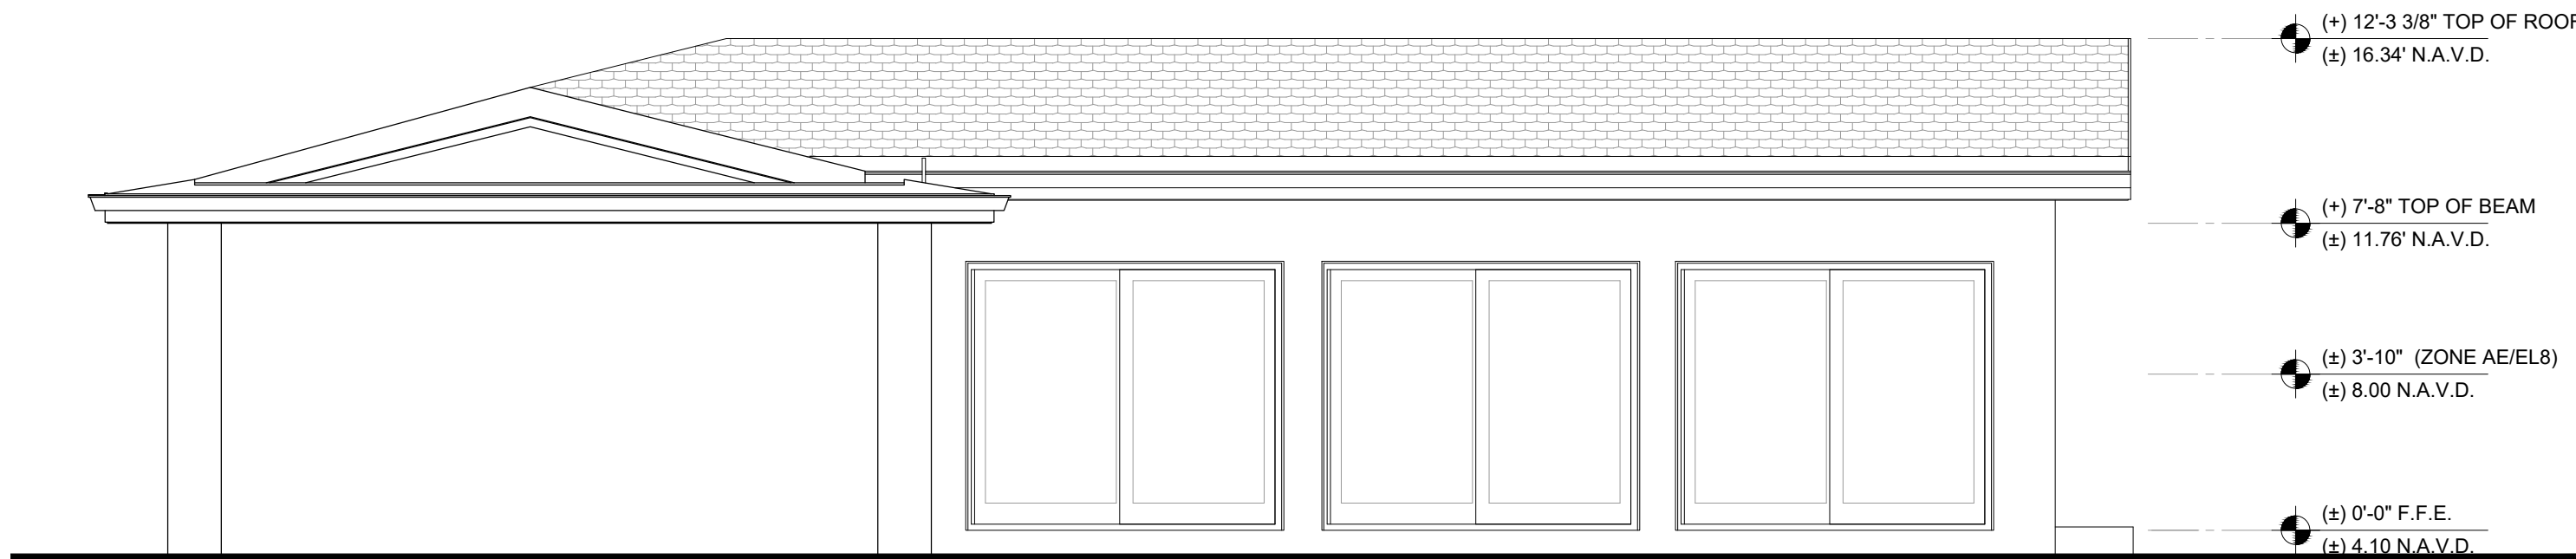 (+) 12'-3 3/8" TOP OF ROOF
(±) 16.34' N.A.V.D.
(+) 7'-8" TOP OF BEAM
(±) 11.76' N.A.V.D.
(±) 3'-10" (ZONE AE/EL8)
(±) 8.00 N.A.V.D.
(±) 0'-0" F.F.E.
(±) 4.10 N.A.V.D.